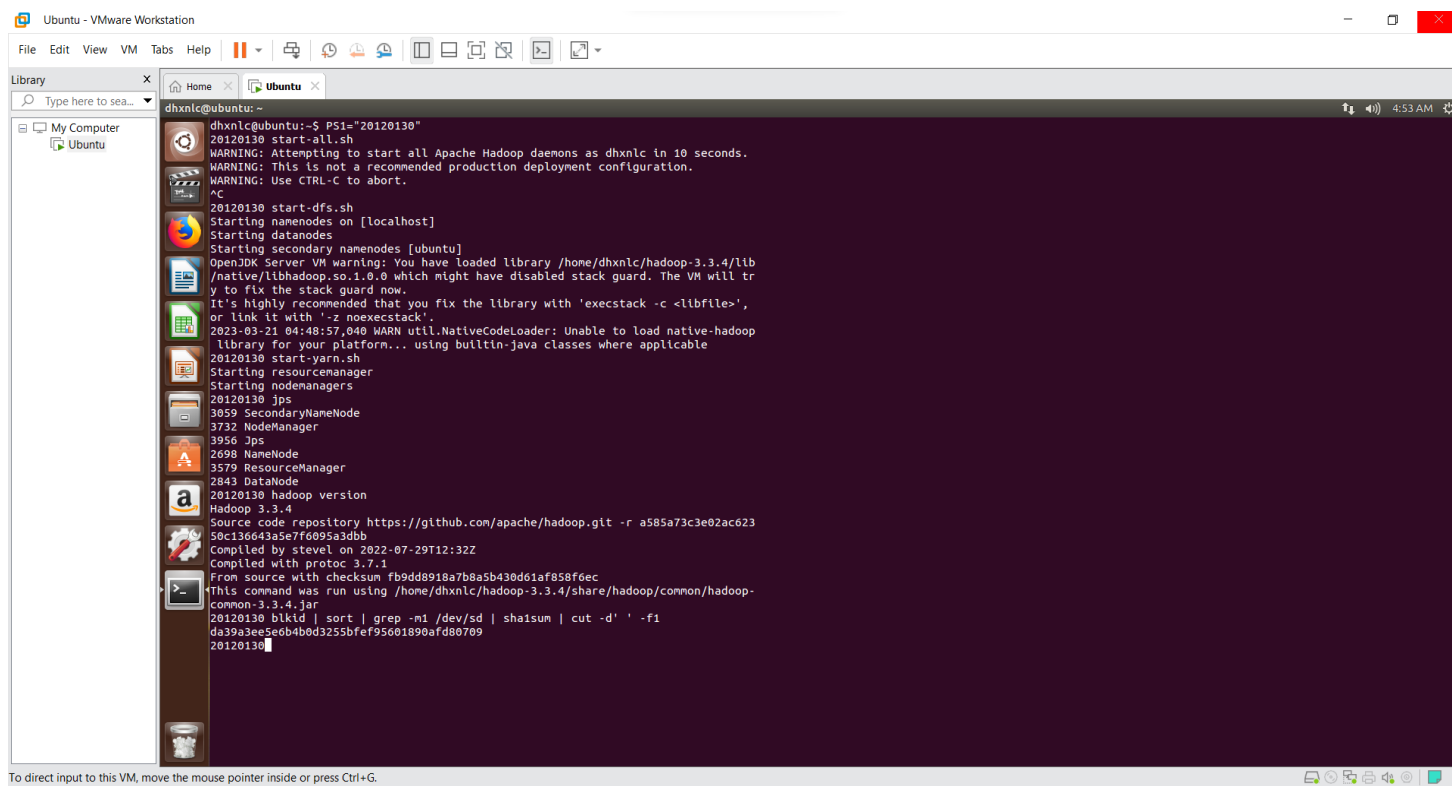 Ubuntu - VMware Workstation
File Edit View VM Tabs Help
Library
Type here to sea...
My Computer
Ubuntu
Home
Ubuntu
dhxnlc@ubuntu: ~
4:53 AM
dhxnlc@ubuntu:~$ PS1="20120130"
20120130 start-all.sh
WARNING: Attempting to start all Apache Hadoop daemons as dhxnlc in 10 seconds.
WARNING: This is not a recommended production deployment configuration.
WARNING: Use CTRL-C to abort.
^C
20120130 start-dfs.sh
Starting namenodes on [localhost]
Starting datanodes
Starting secondary namenodes [ubuntu]
OpenJDK Server VM warning: You have loaded library /home/dhxnlc/hadoop-3.3.4/lib
/native/libhadoop.so.1.0.0 which might have disabled stack guard. The VM will tr
y to fix the stack guard now.
It's highly recommended that you fix the library with 'execstack -c <libfile>',
or link it with '-z noexecstack'.
2023-03-21 04:48:57,040 WARN util.NativeCodeLoader: Unable to load native-hadoop
library for your platform... using builtin-java classes where applicable
20120130 start-yarn.sh
Starting resourcemanager
Starting nodemanagers
20120130 jps
3059 SecondaryNameNode
3732 NodeManager
3956 Jps
2698 NameNode
3579 ResourceManager
2843 DataNode
20120130 hadoop version
Hadoop 3.3.4
Source code repository https://github.com/apache/hadoop.git -r a585a73c3e02ac623
50c136643a5e7f6095a3dbb
Compiled by stevel on 2022-07-29T12:32Z
Compiled with protoc 3.7.1
From source with checksum fb9dd8918a7b8a5b430d61af858f6ec
This command was run using /home/dhxnlc/hadoop-3.3.4/share/hadoop/common/hadoop-
common-3.3.4.jar
20120130 blkid | sort | grep -m1 /dev/sd | sha1sum | cut -d' ' -f1
da39a3ee5e6b4b0d3255bfef95601890afd80709
20120130
To direct input to this VM, move the mouse pointer inside or press Ctrl+G.